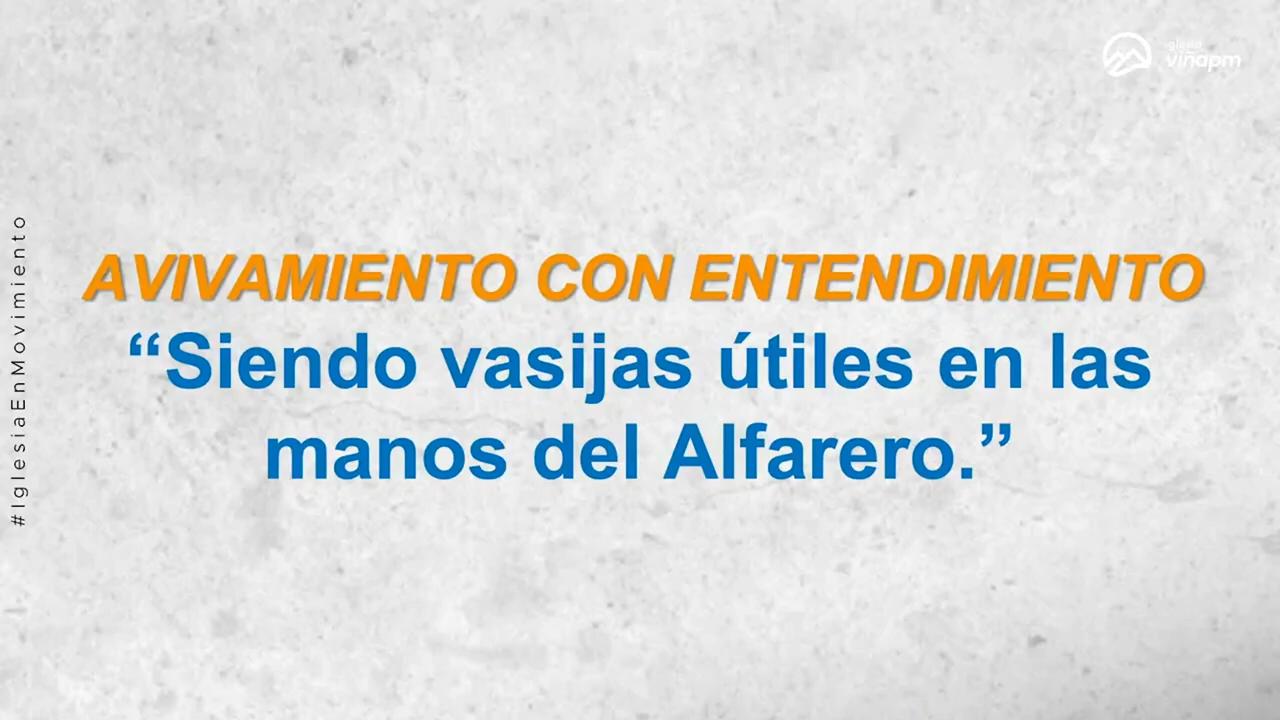 iglesia
viñapm
AVIVAMIENTO CON ENTENDIMIENTO
“Siendo vasijas útiles en las
manos del Alfarero.”
#IglesiaEnMovimiento